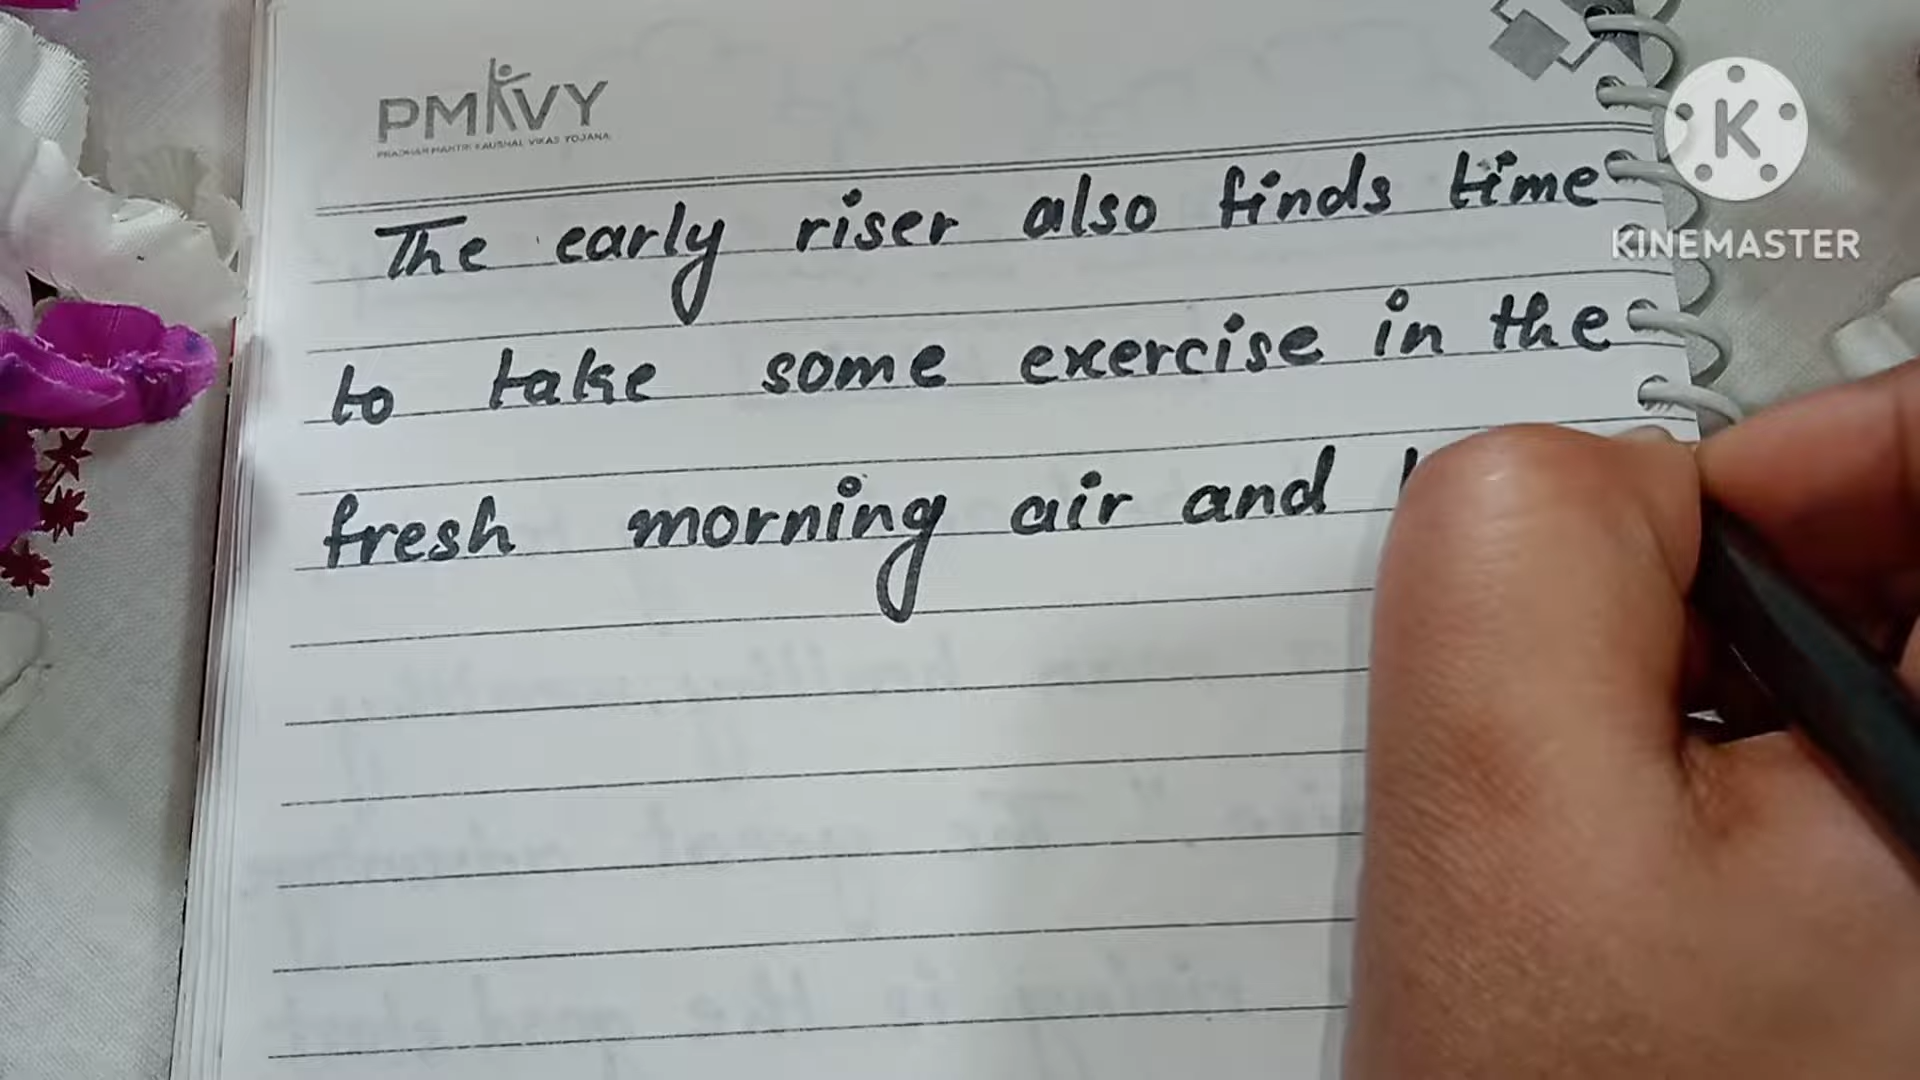 PMKVY
PRADHAN MANTRI KAUSHAL VIKAS YOJANA
K
KINEMASTER
The early riser also finds time
to take some exercise in the
fresh morning air and